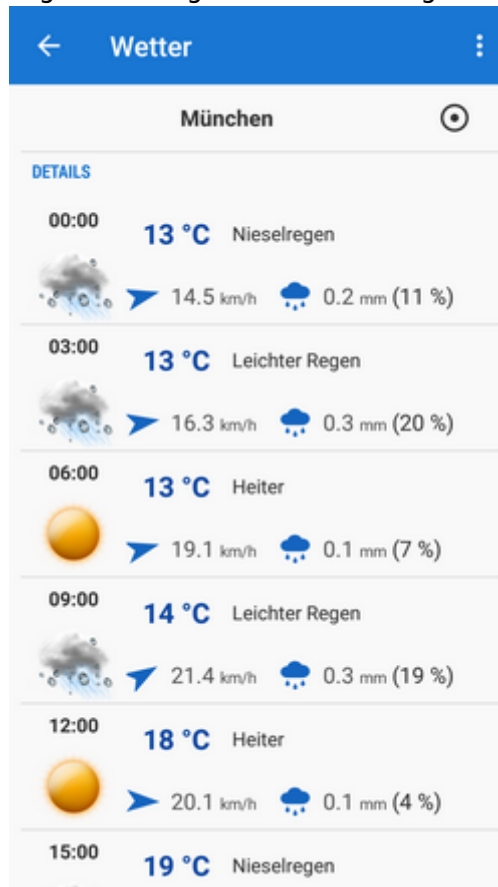 Wetter
München
DETAILS
00:00
13 °C Nieselregen
14.5 km/h 0.2 mm (11 %)
03:00
13 °C Leichter Regen
16.3 km/h 0.3 mm (20 %)
06:00
13 °C Heiter
19.1 km/h 0.1 mm (7 %)
09:00
14 °C Leichter Regen
21.4 km/h 0.3 mm (19 %)
12:00
18 °C Heiter
20.1 km/h 0.1 mm (4 %)
15:00
19 °C Nieselregen